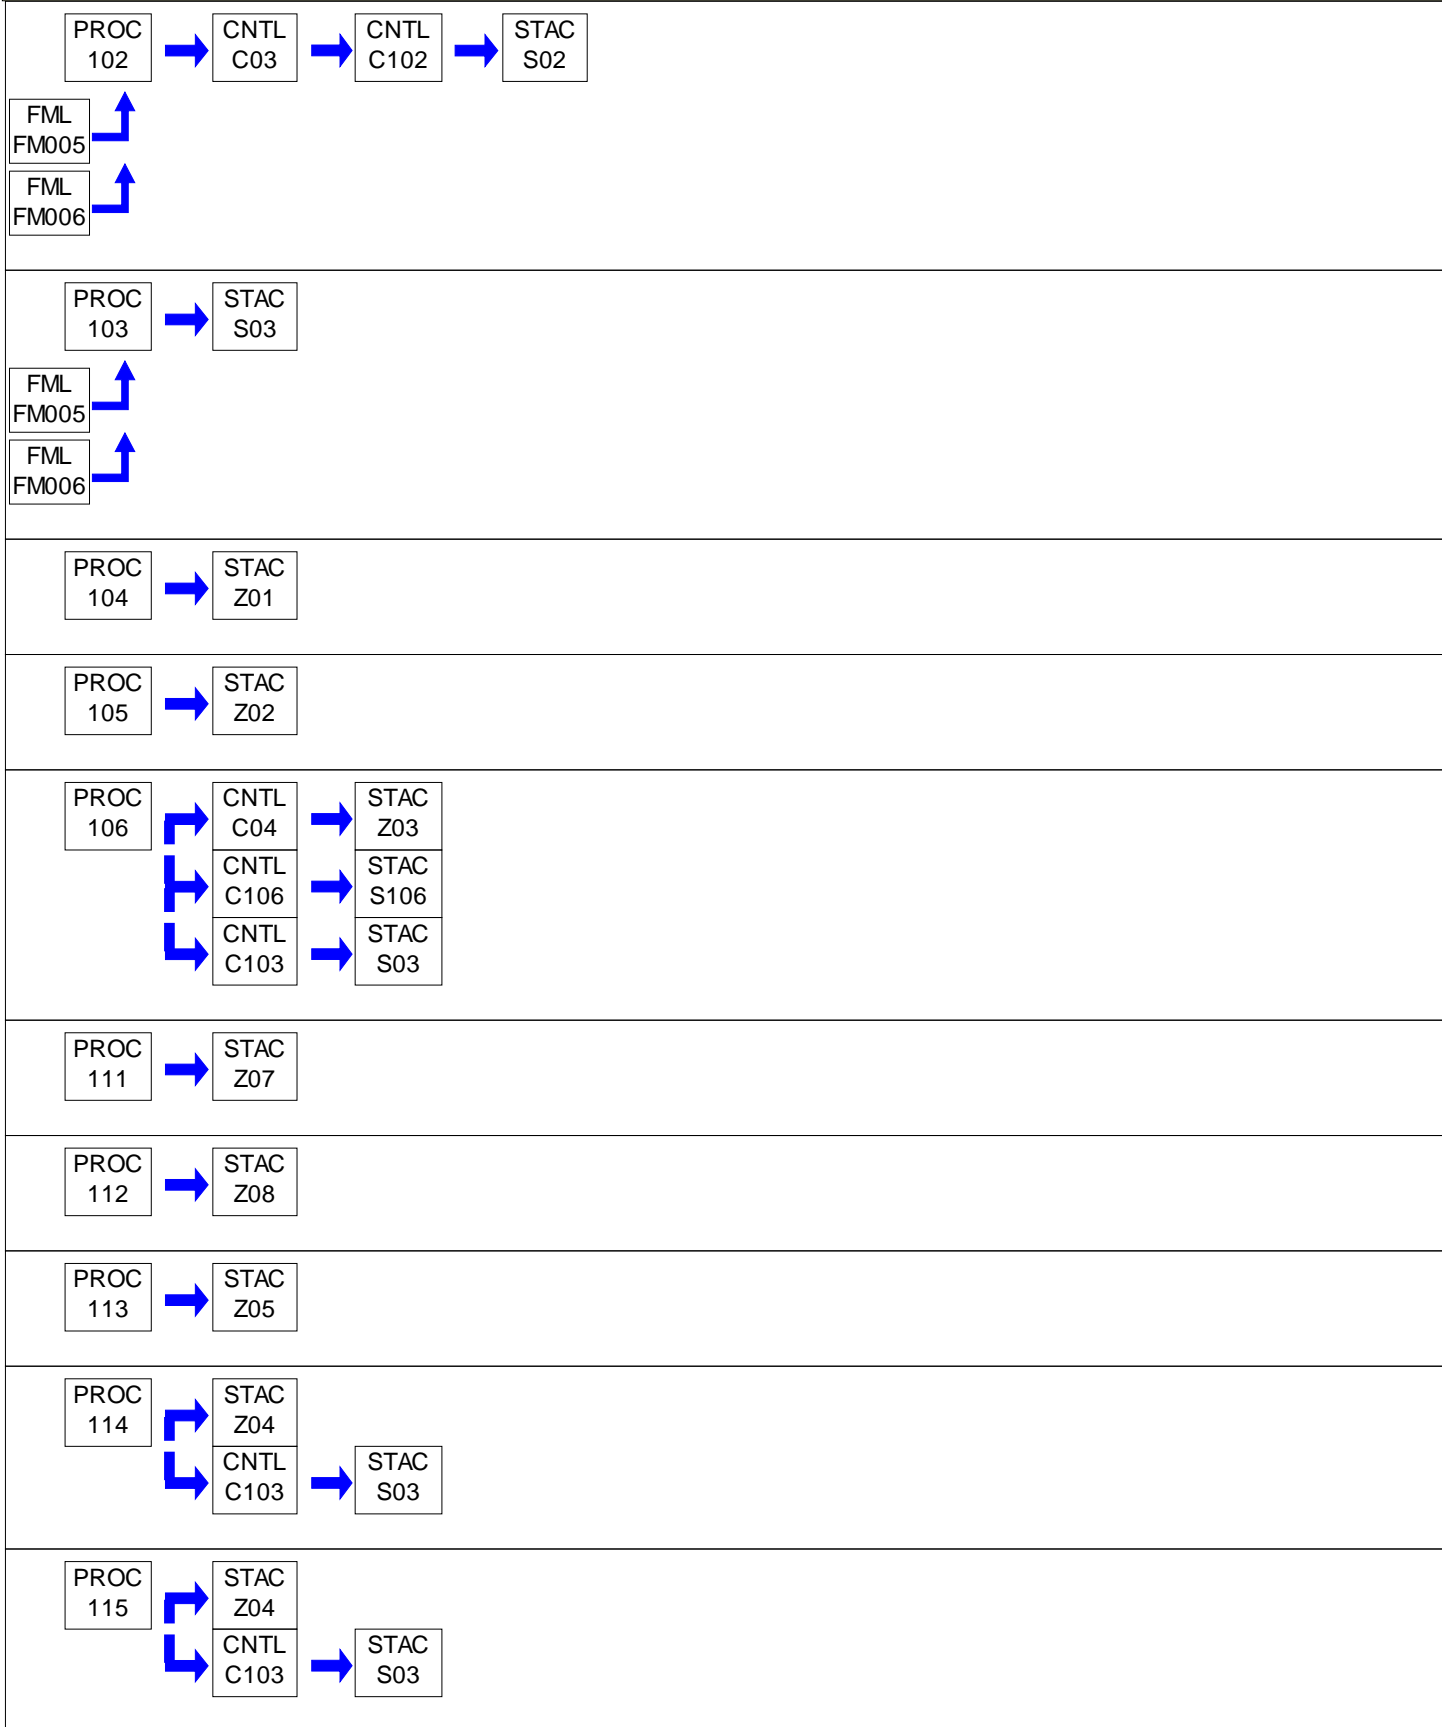 PROC
102
CNTL
C03
CNTL
C102
STAC
S02
FML
FM005
FML
FM006
PROC
103
STAC
S03
FML
FM005
FML
FM006
PROC
104
STAC
Z01
PROC
105
STAC
Z02
PROC
106
CNTL
C04
STAC
Z03
CNTL
C106
STAC
S106
CNTL
C103
STAC
S03
PROC
111
STAC
Z07
PROC
112
STAC
Z08
PROC
113
STAC
Z05
PROC
114
STAC
Z04
CNTL
C103
STAC
S03
PROC
115
STAC
Z04
CNTL
C103
STAC
S03